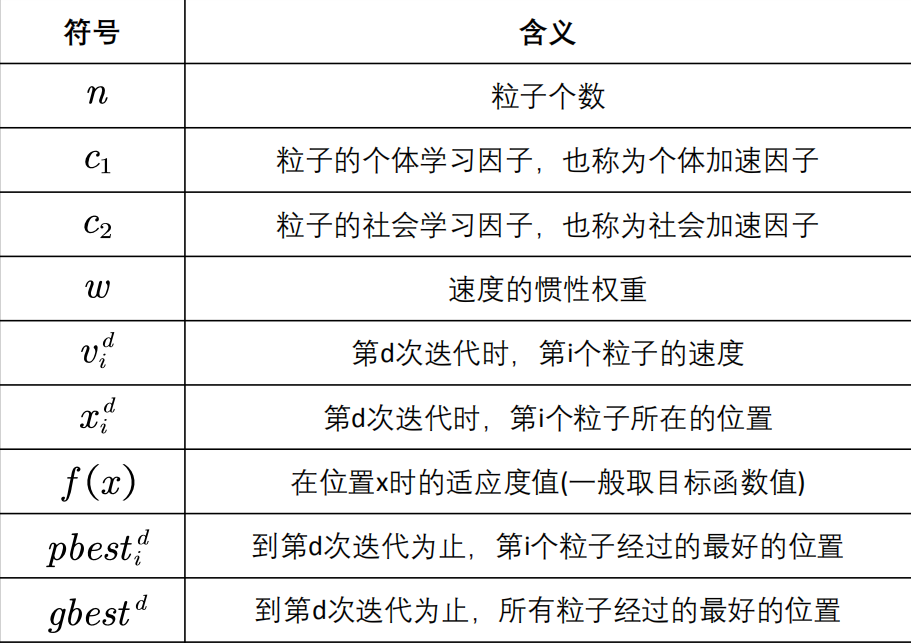 符号 含义
n 粒子个数
c₁ 粒子的个体学习因子，也称为个体加速因子
c₂ 粒子的社会学习因子，也称为社会加速因子
w 速度的惯性权重
v_i^d 第d次迭代时，第i个粒子的速度
x_i^d 第d次迭代时，第i个粒子所在的位置
f(x) 在位置x时的适应度值(一般取目标函数值)
pbest_i^d 到第d次迭代为止，第i个粒子经过的最好的位置
gbest^d 到第d次迭代为止，所有粒子经过的最好的位置